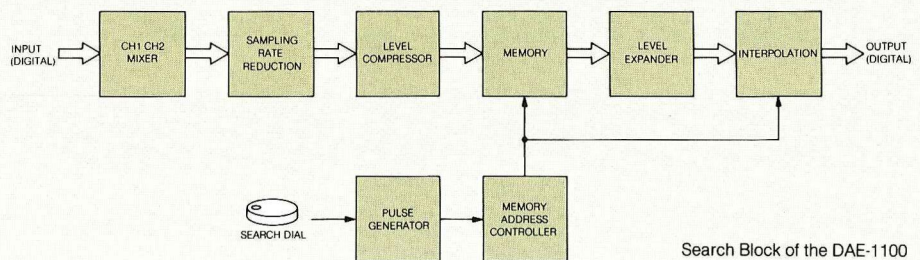 INPUT
(DIGITAL)
CH1 CH2
MIXER
SAMPLING
RATE
REDUCTION
LEVEL
COMPRESSOR
MEMORY
LEVEL
EXPANDER
INTERPOLATION
OUTPUT
(DIGITAL)
SEARCH DIAL
PULSE
GENERATOR
MEMORY
ADDRESS
CONTROLLER
Search Block of the DAE-1100